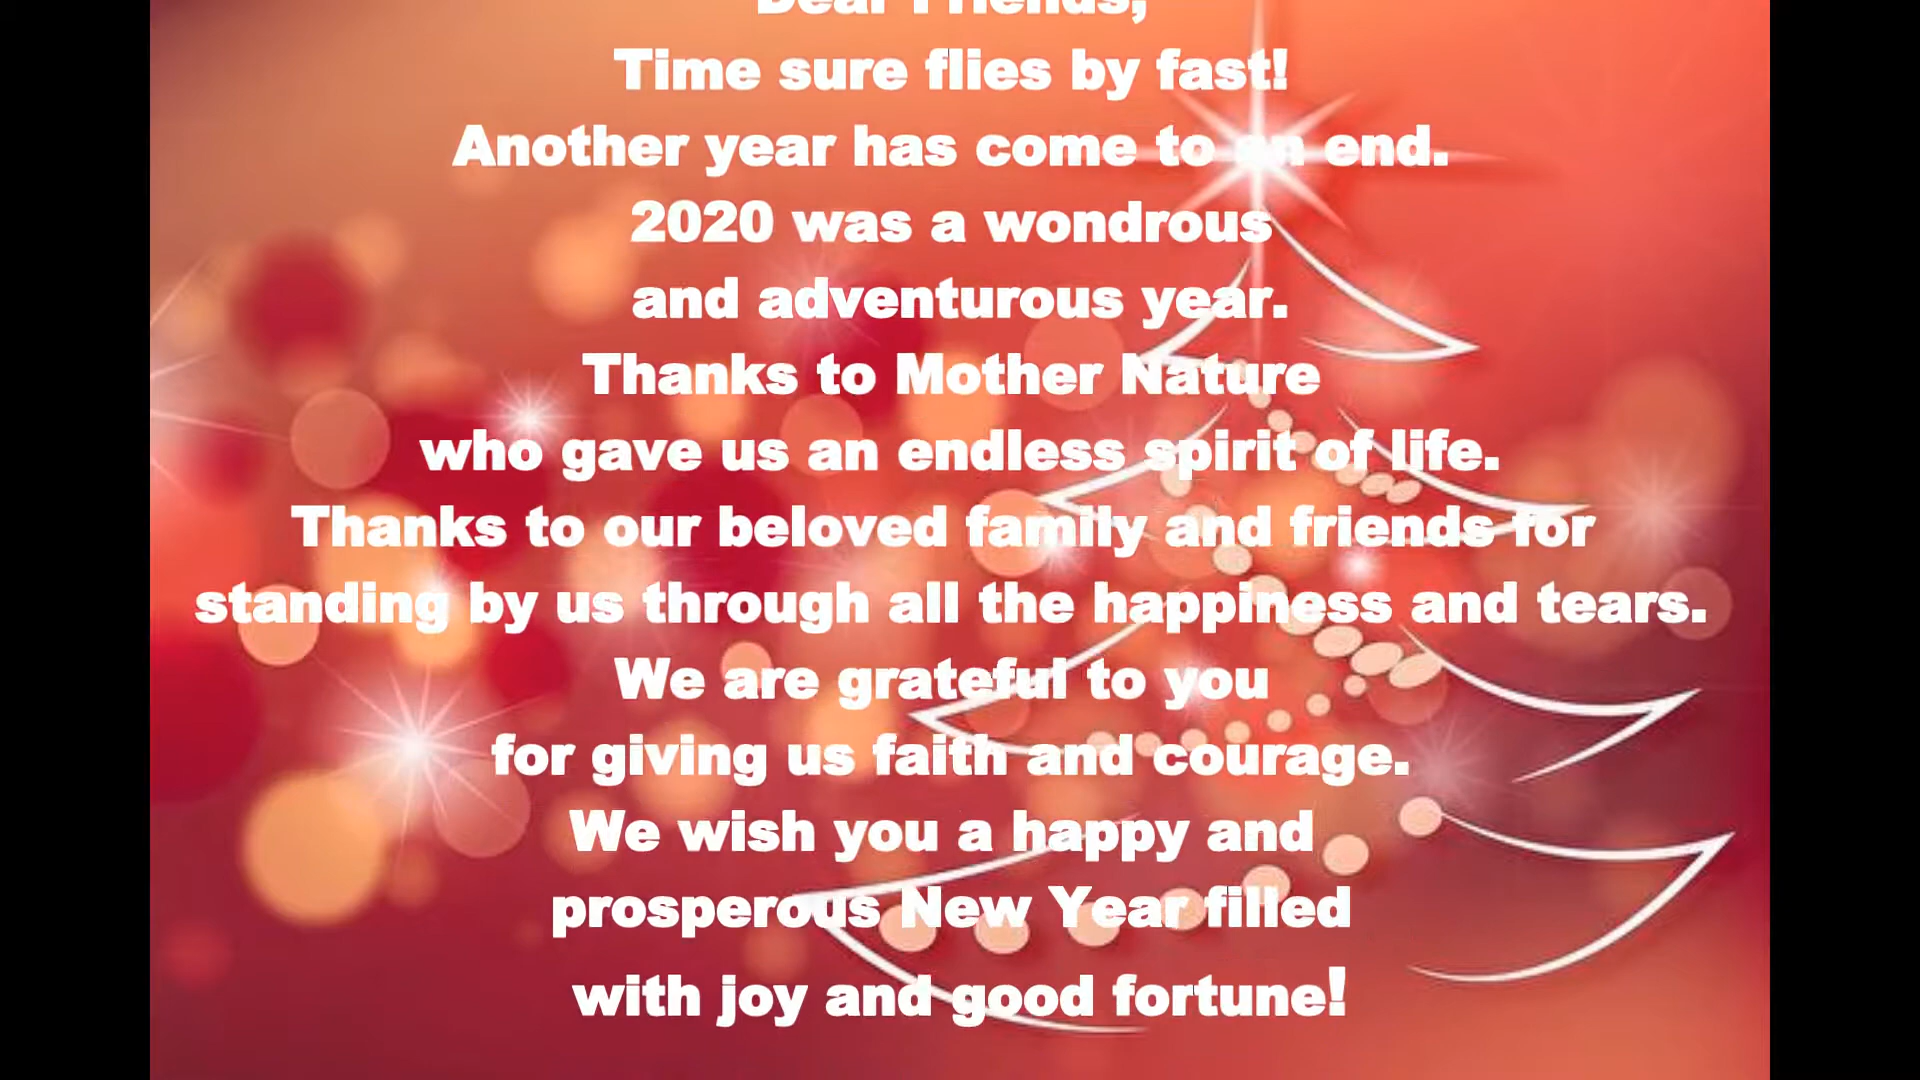 Dear Friends,
Time sure flies by fast!
Another year has come to an end.
2020 was a wondrous
and adventurous year.
Thanks to Mother Nature
who gave us an endless spirit of life.
Thanks to our beloved family and friends for
standing by us through all the happiness and tears.
We are grateful to you
for giving us faith and courage.
We wish you a happy and
prosperous New Year filled
with joy and good fortune!